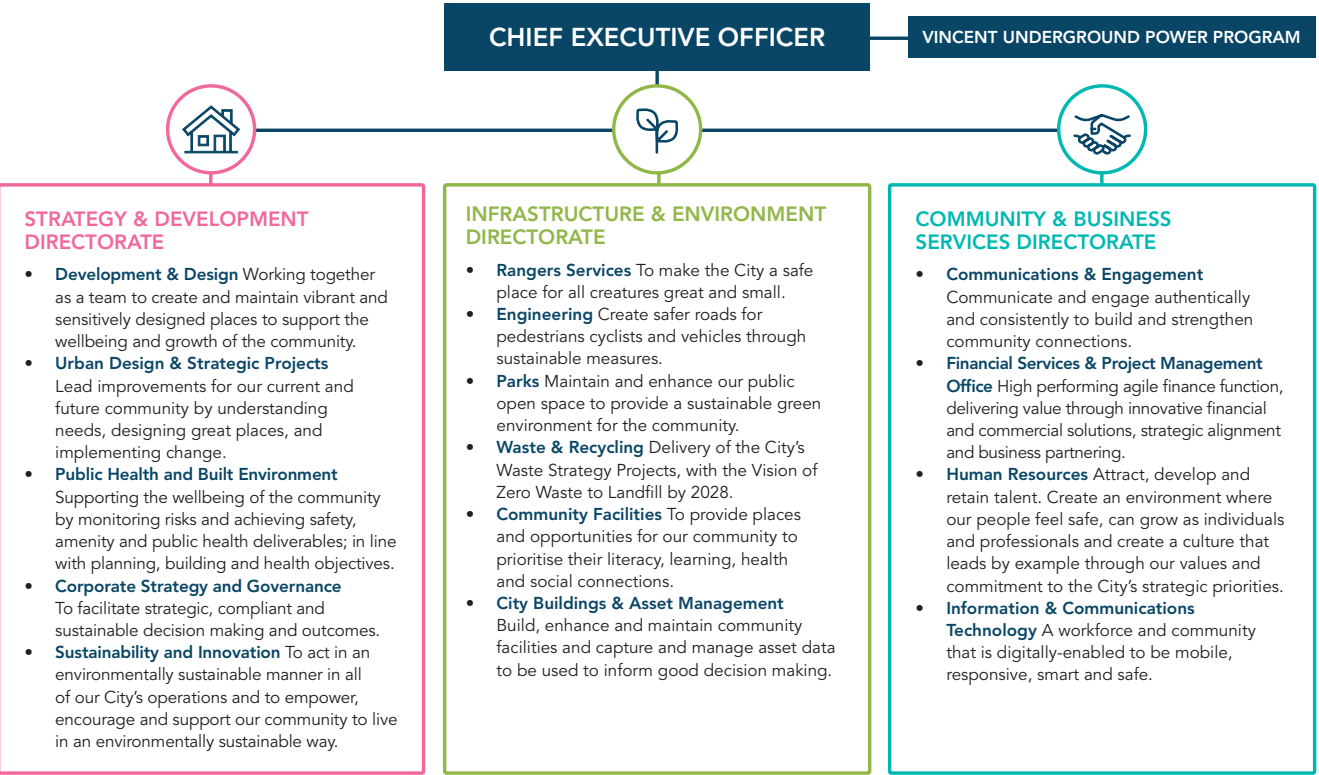 CHIEF EXECUTIVE OFFICER
VINCENT UNDERGROUND POWER PROGRAM
STRATEGY & DEVELOPMENT
DIRECTORATE
• Development & Design Working together
as a team to create and maintain vibrant and
sensitively designed places to support the
wellbeing and growth of the community.
• Urban Design & Strategic Projects
Lead improvements for our current and
future community by understanding
needs, designing great places, and
implementing change.
• Public Health and Built Environment
Supporting the wellbeing of the community
by monitoring risks and achieving safety,
amenity and public health deliverables; in line
with planning, building and health objectives.
• Corporate Strategy and Governance
To facilitate strategic, compliant and
sustainable decision making and outcomes.
• Sustainability and Innovation To act in an
environmentally sustainable manner in all
of our City’s operations and to empower,
encourage and support our community to live
in an environmentally sustainable way.
INFRASTRUCTURE & ENVIRONMENT
DIRECTORATE
• Rangers Services To make the City a safe
place for all creatures great and small.
• Engineering Create safer roads for
pedestrians cyclists and vehicles through
sustainable measures.
• Parks Maintain and enhance our public
open space to provide a sustainable green
environment for the community.
• Waste & Recycling Delivery of the City’s
Waste Strategy Projects, with the Vision of
Zero Waste to Landfill by 2028.
• Community Facilities To provide places
and opportunities for our community to
prioritise their literacy, learning, health
and social connections.
• City Buildings & Asset Management
Build, enhance and maintain community
facilities and capture and manage asset data
to be used to inform good decision making.
COMMUNITY & BUSINESS
SERVICES DIRECTORATE
• Communications & Engagement
Communicate and engage authentically
and consistently to build and strengthen
community connections.
• Financial Services & Project Management
Office High performing agile finance function,
delivering value through innovative financial
and commercial solutions, strategic alignment
and business partnering.
• Human Resources Attract, develop and
retain talent. Create an environment where
our people feel safe, can grow as individuals
and professionals and create a culture that
leads by example through our values and
commitment to the City’s strategic priorities.
• Information & Communications
Technology A workforce and community
that is digitally-enabled to be mobile,
responsive, smart and safe.